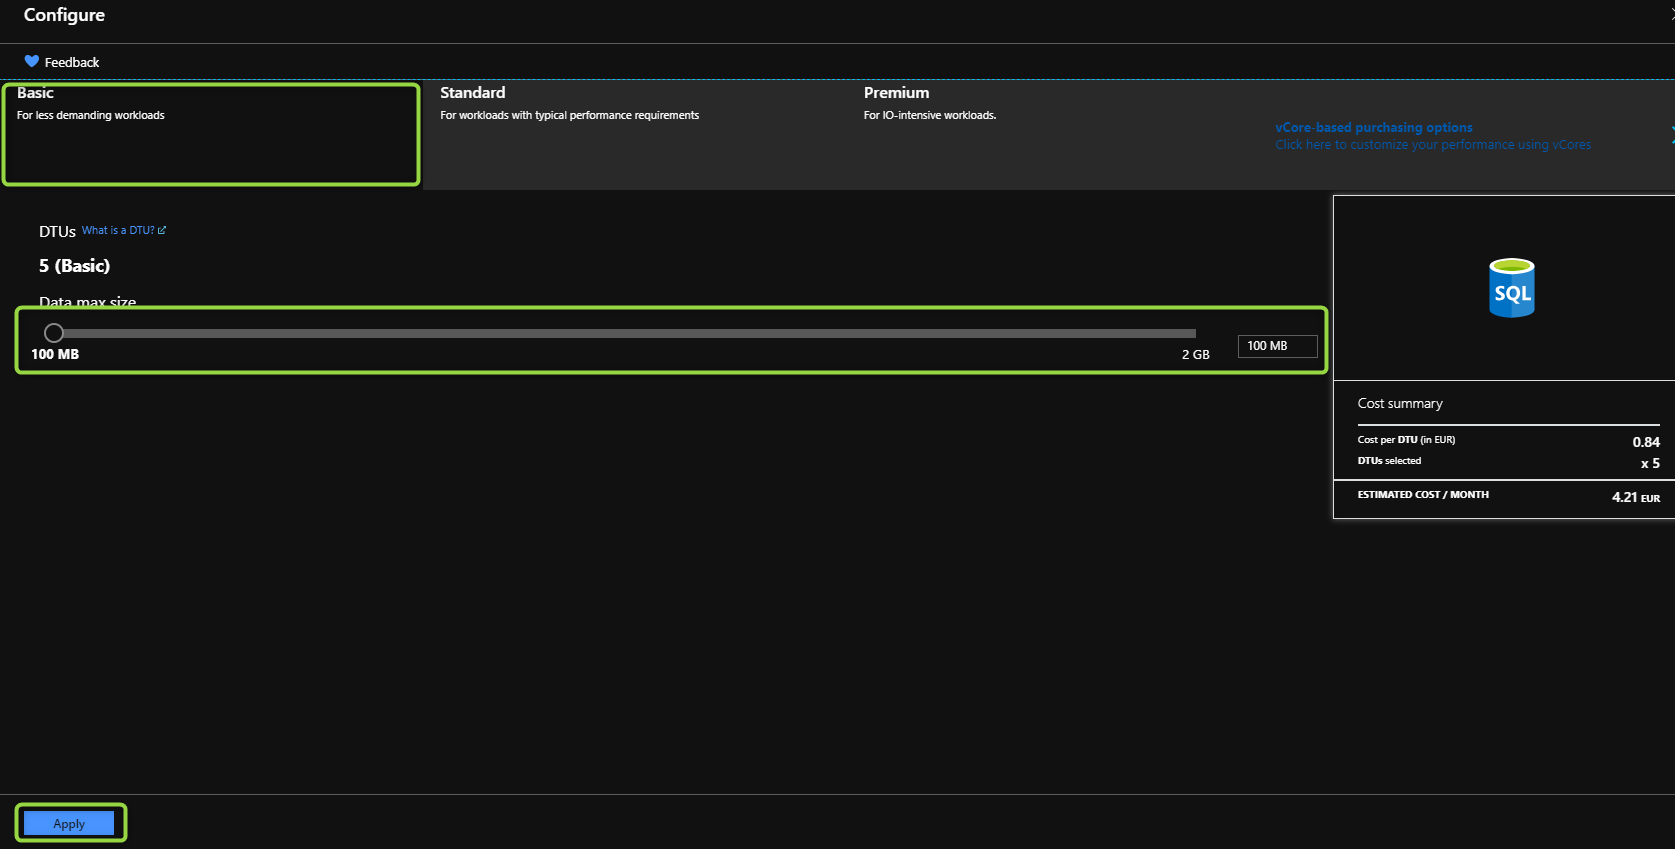 Configure
Feedback
Basic
For less demanding workloads
Standard
For workloads with typical performance requirements
Premium
For IO-intensive workloads.
vCore-based purchasing options
Click here to customize your performance using vCores
DTUs What is a DTU?
5 (Basic)
Data max size
100 MB
2 GB
100 MB
SQL
Cost summary
Cost per DTU (in EUR) 0.84
DTUs selected x 5
ESTIMATED COST / MONTH 4.21 EUR
Apply